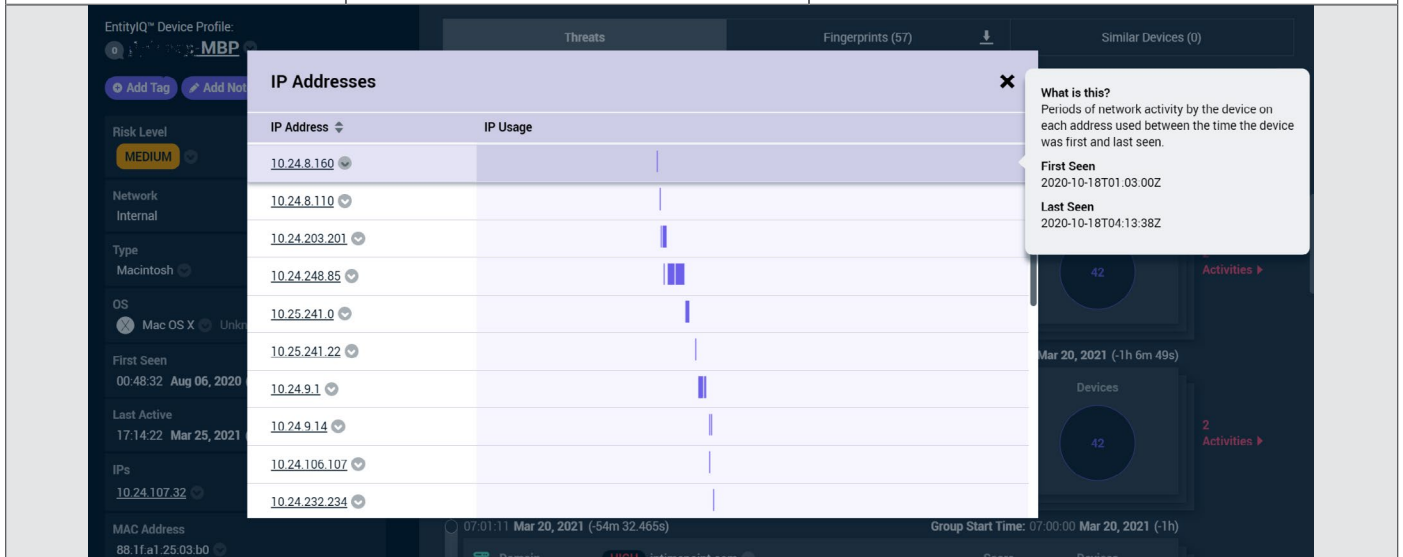 EntityIQ™ Device Profile:
MBP
Threats
Fingerprints (57)
Similar Devices (0)
Add Tag
Add Not
IP Addresses
IP Address
IP Usage
10.24.8.160
10.24.8.110
10.24.203.201
10.24.248.85
10.25.241.0
10.25.241.22
10.24.9.1
10.24.9.14
10.24.106.107
10.24.232.234
What is this?
Periods of network activity by the device on
each address used between the time the device
was first and last seen.
First Seen
2020-10-18T01.03.00Z
Last Seen
2020-10-18T04:13:38Z
Risk Level
MEDIUM
Network
Internal
Type
Macintosh
OS
Mac OS X Unkn
First Seen
00:48:32 Aug 06, 2020
Last Active
17:14:22 Mar 25, 2021
IPs
10.24.107.32
MAC Address
88.1f.a1.25.03:b0
42
Activities
Mar 20, 2021 (-1h 6m 49s)
Devices
42
2
Activities
07:01:11 Mar 20, 2021 (-54m 32.465s)
Group Start Time: 07:00:00 Mar 20, 2021 (-1h)
HIGH